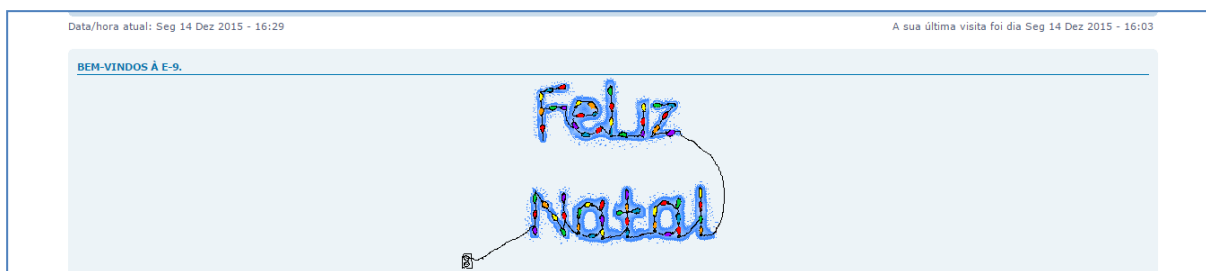 Data/hora atual: Seg 14 Dez 2015 - 16:29 A sua última visita foi dia Seg 14 Dez 2015 - 16:03
BEM-VINDOS À E-9.
Feliz
Natal